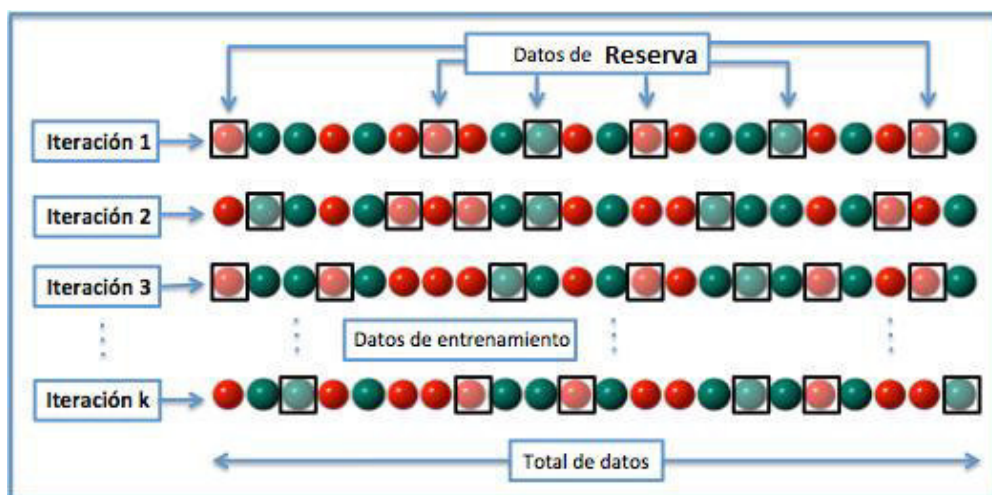 Datos de Reserva
Iteración 1
Iteración 2
Iteración 3
Datos de entrenamiento
Iteración k
Total de datos